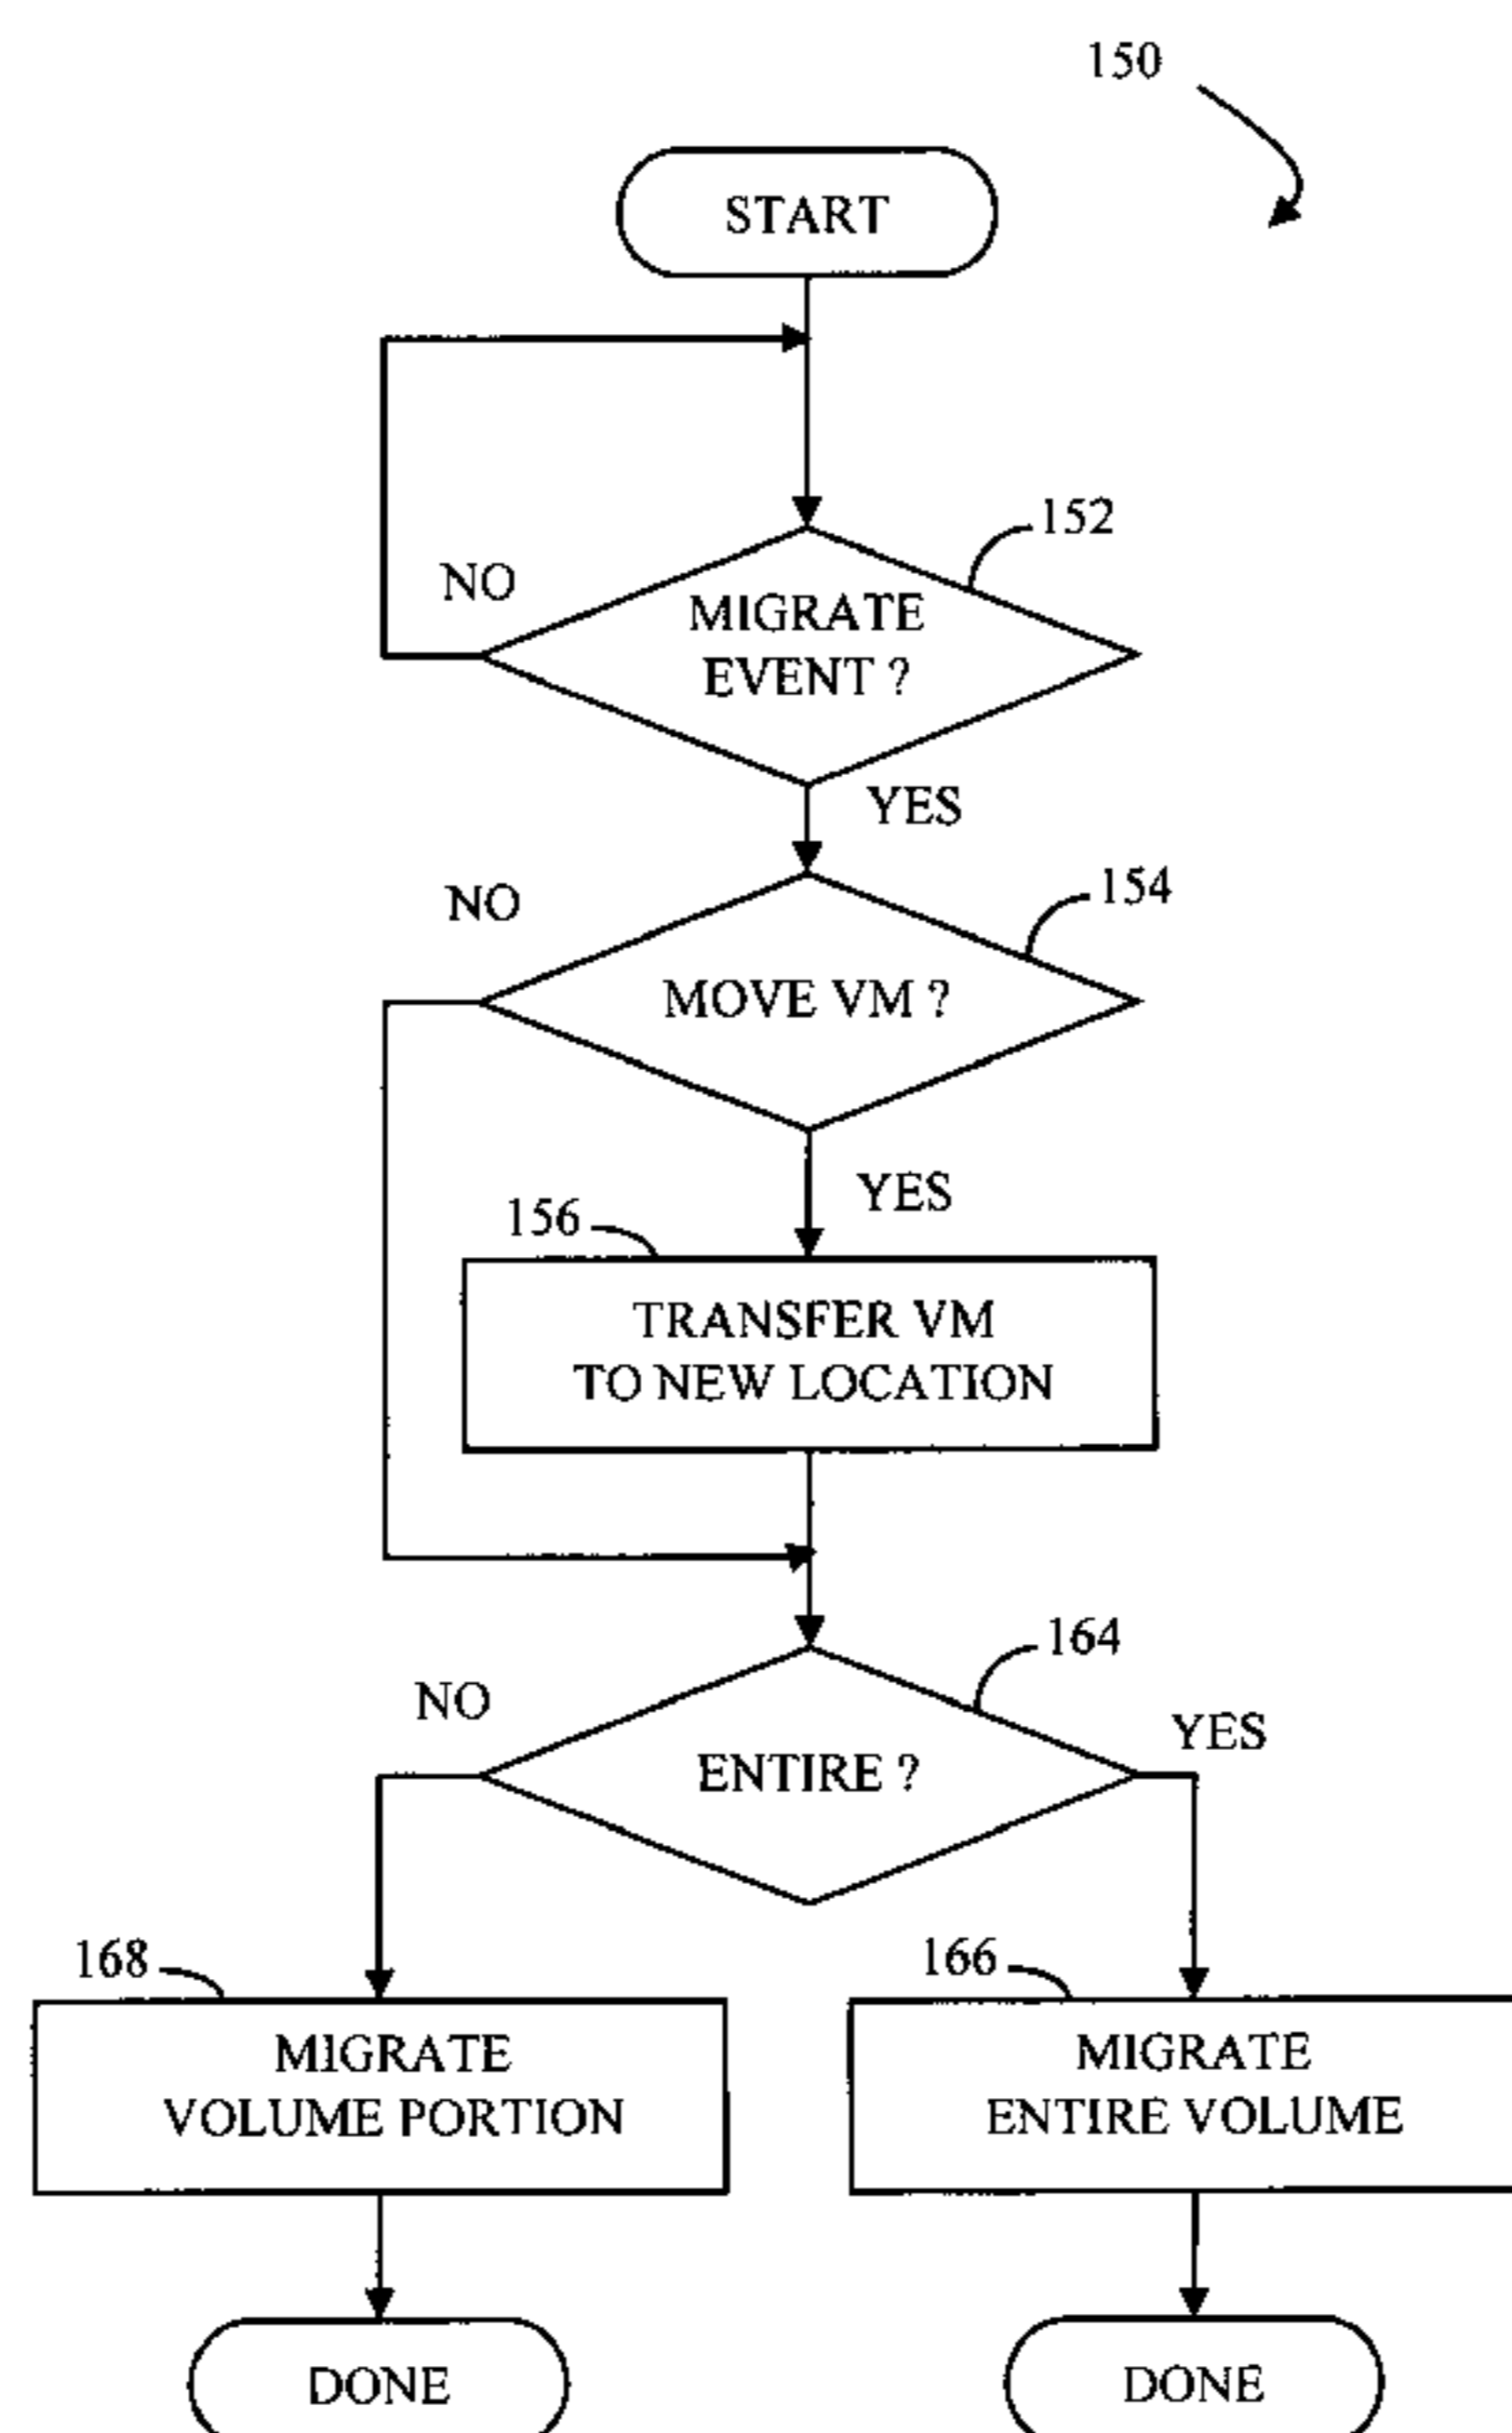 150
START
152
NO
MIGRATE
EVENT ?
YES
154
NO
MOVE VM ?
YES
156
TRANSFER VM
TO NEW LOCATION
164
NO
YES
ENTIRE ?
168
166
MIGRATE
VOLUME PORTION
MIGRATE
ENTIRE VOLUME
DONE
DONE